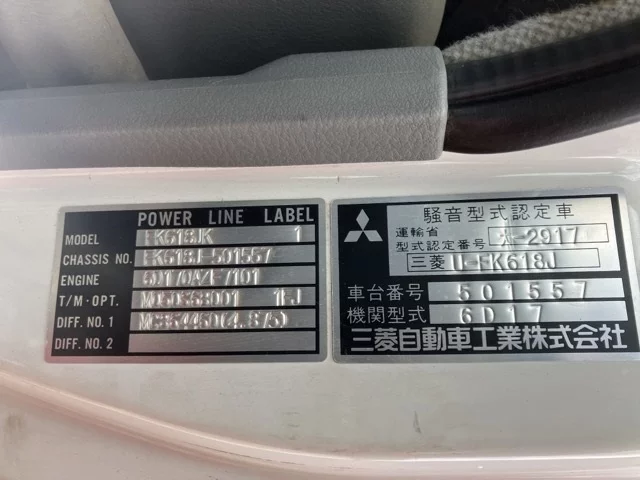 POWER LINE LABEL
MODEL FK618JK 1
CHASSIS NO. FK618J-501557
ENGINE
T/M·OPT.
DIFF. NO. 1
DIFF. NO. 2
騒音型式認定車
運輸省
型式認定番号 -2917
三菱 U-FK618J
車台番号 501557
機関型式 6D17
三菱自動車工業株式会社